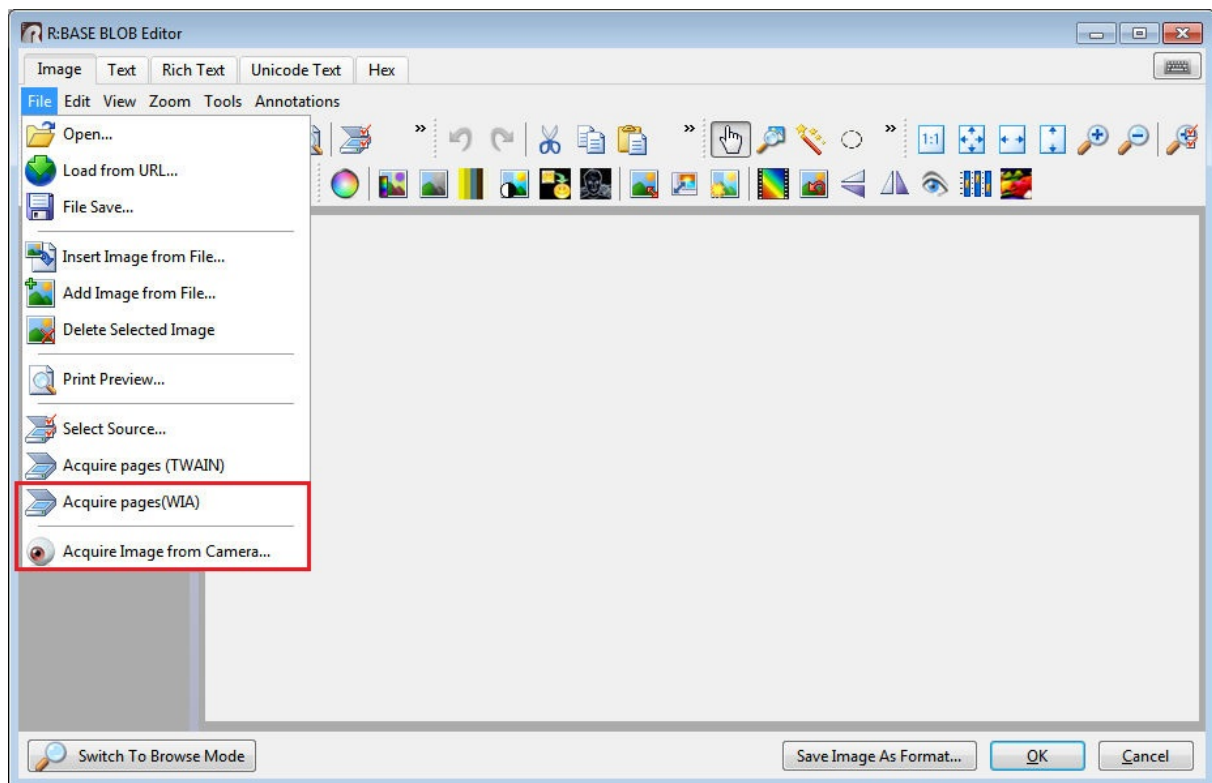 R:BASE BLOB Editor
Image Text Rich Text Unicode Text Hex
File Edit View Zoom Tools Annotations
Open...
Load from URL...
File Save...
Insert Image from File...
Add Image from File...
Delete Selected Image
Print Preview...
Select Source...
Acquire pages (TWAIN)
Acquire pages(WIA)
Acquire Image from Camera...
1:1
Switch To Browse Mode Save Image As Format... OK Cancel